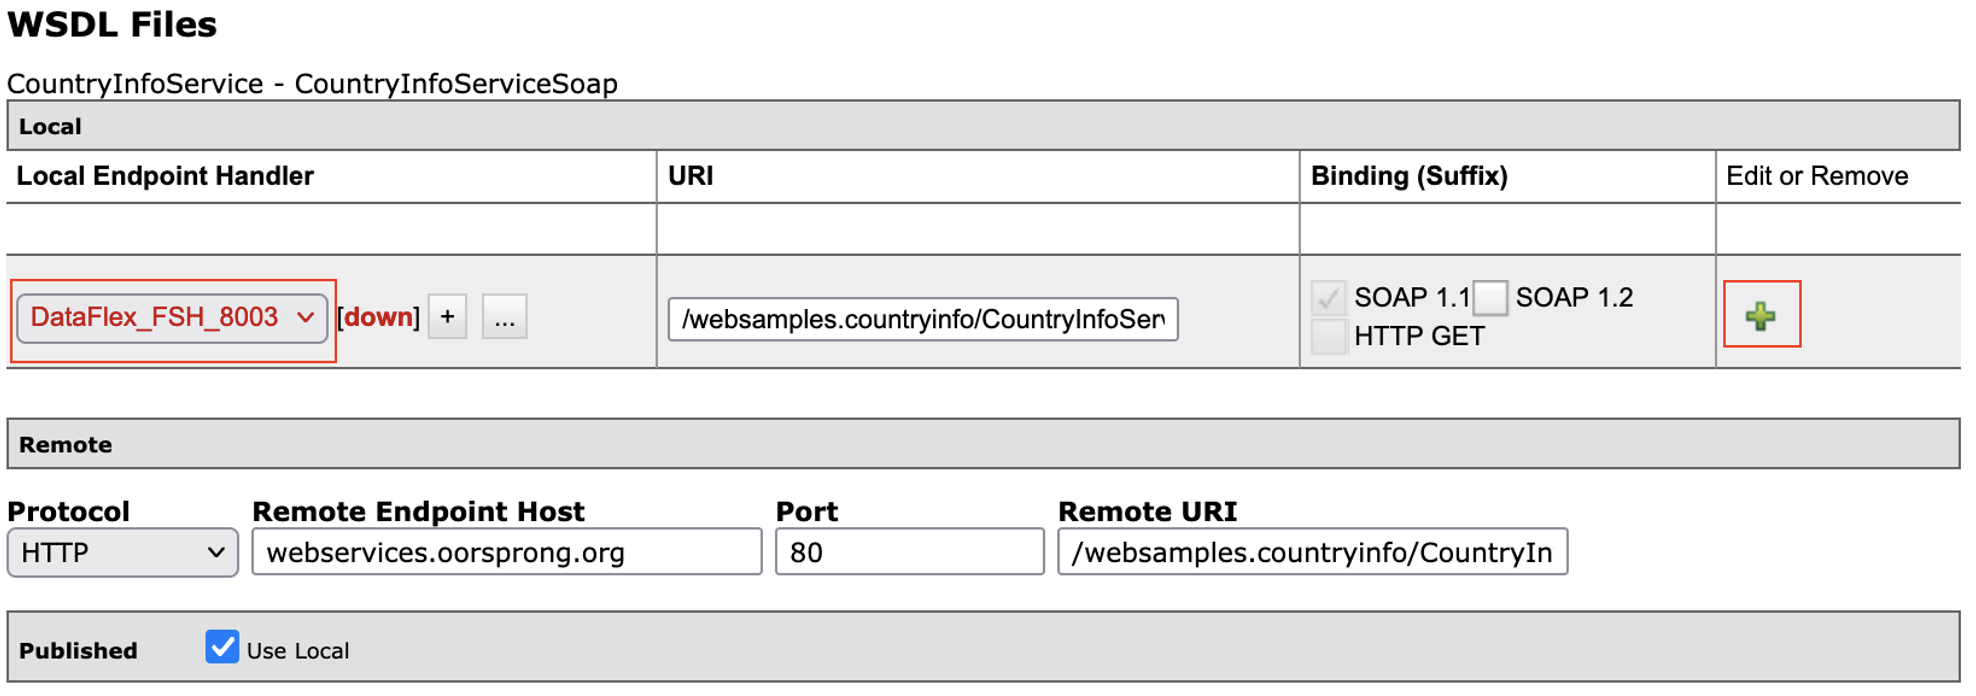 WSDL Files
CountryInfoService - CountryInfoServiceSoap
Local
Local Endpoint Handler URI Binding (Suffix) Edit or Remove
DataFlex_FSH_8003 [down] + ... /websamples.countryinfo/CountryInfoSer SOAP 1.1 SOAP 1.2
HTTP GET
Remote
Protocol Remote Endpoint Host Port Remote URI
HTTP webservices.oorsprong.org 80 /websamples.countryinfo/CountryIn
Published Use Local